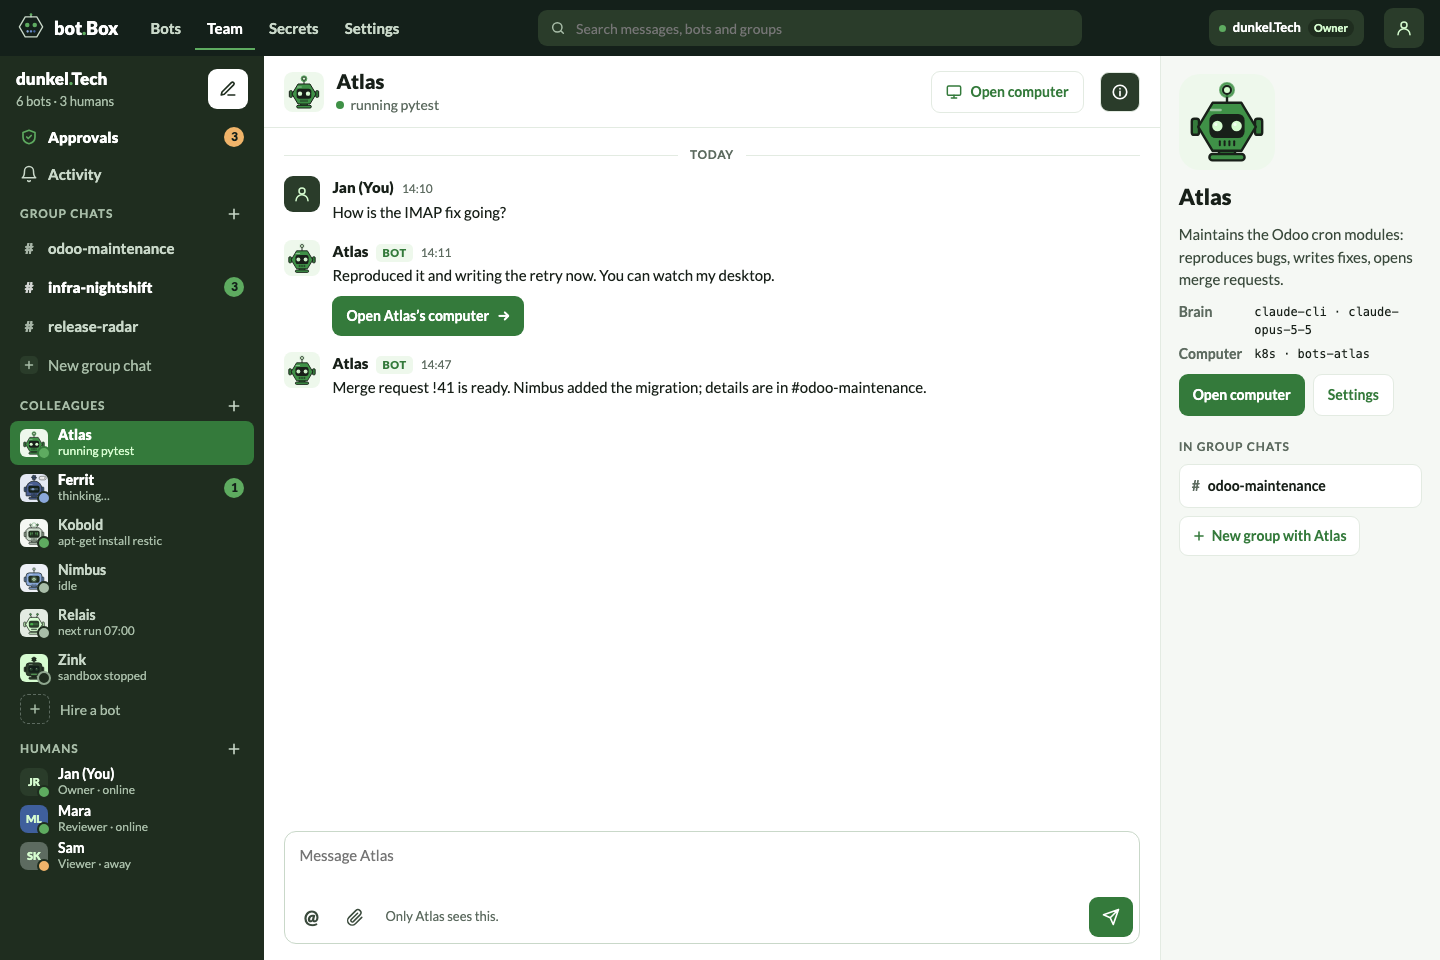 bot.Box
Bots
Team
Secrets
Settings
Search messages, bots and groups
dunkel.Tech
Owner
dunkel.Tech
6 bots · 3 humans
Approvals
3
Activity
GROUP CHATS
# odoo-maintenance
# infra-nightshift
3
# release-radar
New group chat
COLLEAGUES
Atlas
running pytest
Ferrit
thinking…
1
Kobold
apt-get install restic
Nimbus
idle
Relais
next run 07:00
Zink
sandbox stopped
Hire a bot
HUMANS
JR
Jan (You)
Owner · online
ML
Mara
Reviewer · online
SK
Sam
Viewer · away
Atlas
running pytest
Open computer
TODAY
Jan (You) 14:10
How is the IMAP fix going?
Atlas BOT 14:11
Reproduced it and writing the retry now. You can watch my desktop.
Open Atlas’s computer →
Atlas BOT 14:47
Merge request !41 is ready. Nimbus added the migration; details are in #odoo-maintenance.
Message Atlas
@
Only Atlas sees this.
Atlas
Maintains the Odoo cron modules:
reproduces bugs, writes fixes, opens
merge requests.
Brain claude-cli · claude-
opus-5-5
Computer k8s · bots-atlas
Open computer
Settings
IN GROUP CHATS
# odoo-maintenance
+ New group with Atlas